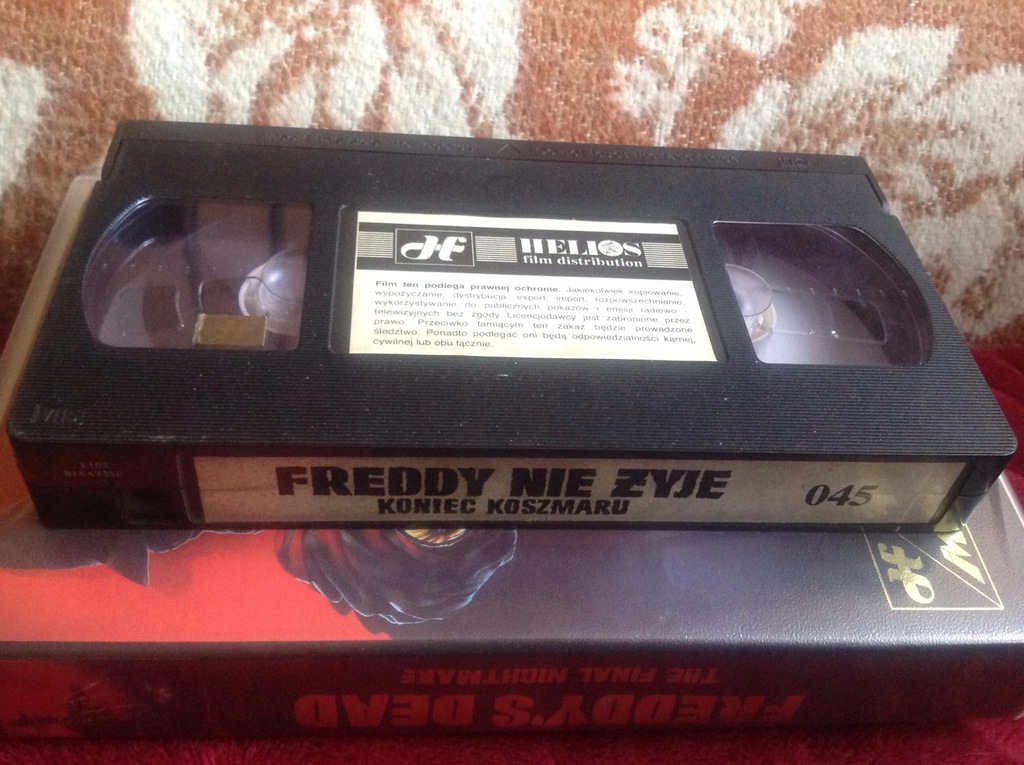 HELIOS
film distribution
Film ten podlega prawnej ochronie. Jakiekolwiek kopiowanie,
wypożyczanie, dystrybucja, export, import, rozpowszechnianie,
wykorzystywanie do publicznych pokazów i emisji radiowo -
telewizyjnych bez zgody Licencjodawcy jest zabronione przez
prawo. Przeciwko łamiącym ten zakaz będzie prowadzone
śledztwo. Ponadto podlegać oni będą odpowiedzialności karnej,
cywilnej lub obu łącznie.
FREDDY NIE ŻYJE
KONIEC KOSZMARU
045
FREDDY'S DEAD
THE FINAL NIGHTMARE